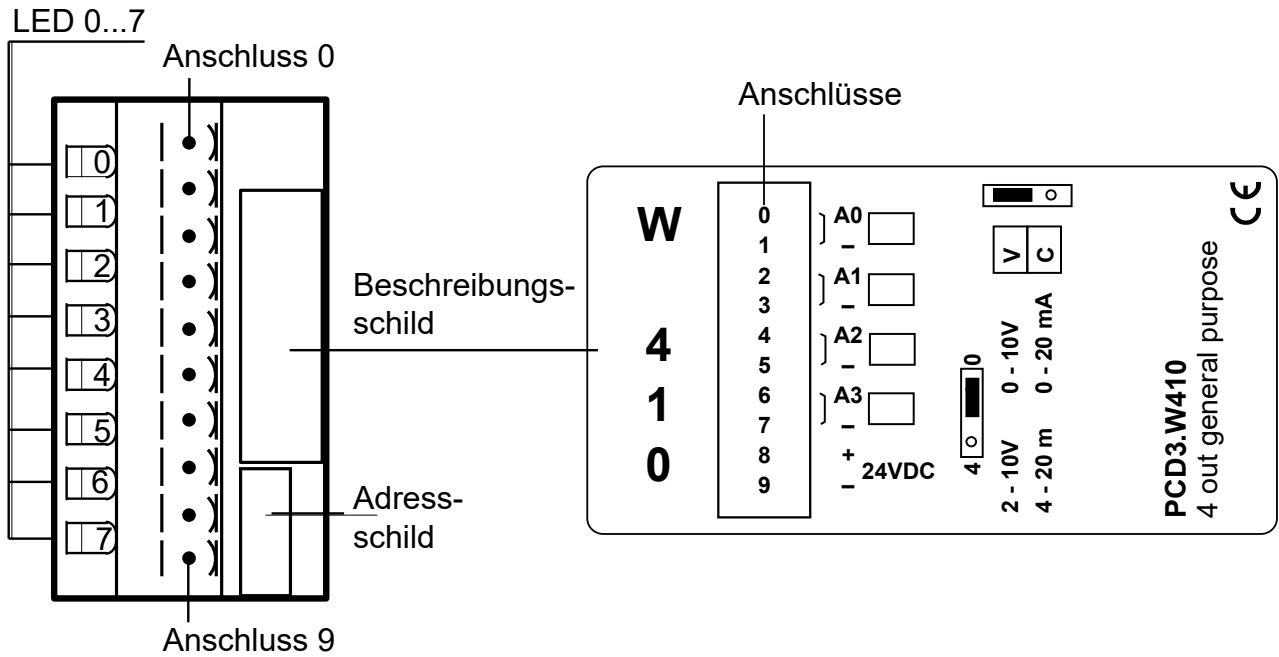 LED 0...7
Anschluss 0
0
1
2
3
4
5
6
7
Anschluss 9
Beschreibungs-
schild
Adress-
schild
Anschlüsse
W
4
1
0
0
1
2
3
4
5
6
7
8
9
A0
–
A1
–
A2
–
A3
–
+
–
24VDC
V
C
4
0
2 - 10V 0 - 10V
4 - 20 m 0 - 20 mA
PCD3.W410
4 out general purpose
CE